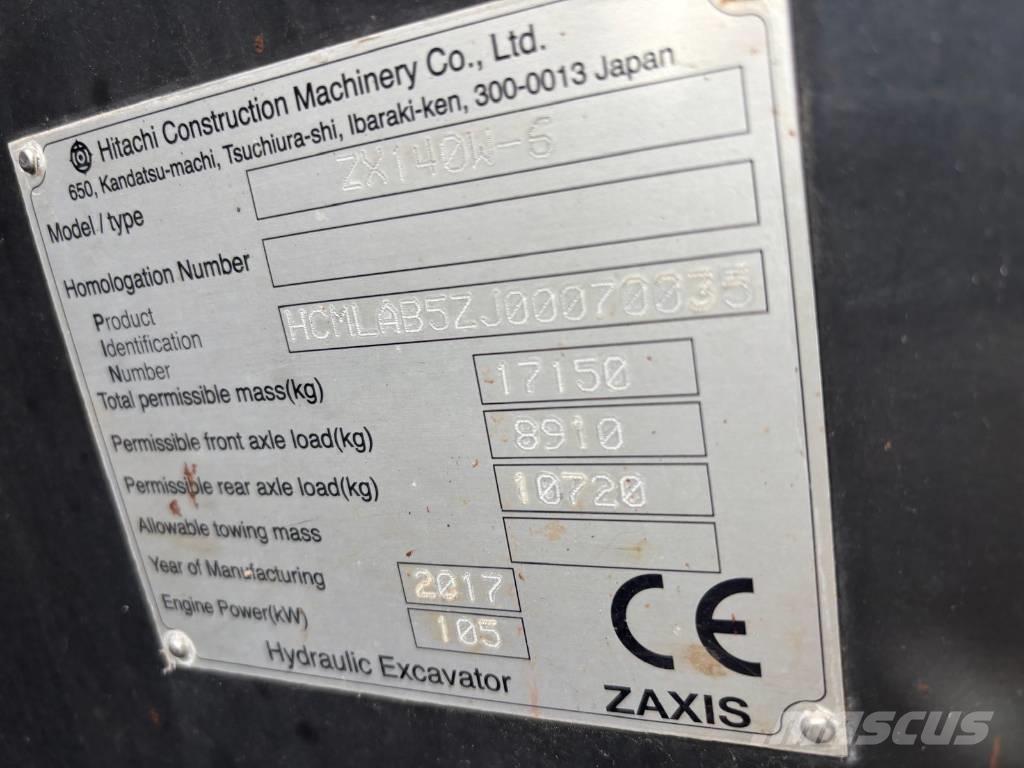 Hitachi Construction Machinery Co., Ltd.
650, Kandatsu-machi, Tsuchiura-shi, Ibaraki-ken, 300-0013 Japan
Model / type ZX140W-6
Homologation Number
Product
Identification
Number HCMLAB5ZJ00070035
Total permissible mass(kg) 17150
Permissible front axle load(kg) 8910
Permissible rear axle load(kg) 10720
Allowable towing mass
Year of Manufacturing 2017
Engine Power(kW) 105
Hydraulic Excavator
CE
ZAXIS
MASCUS